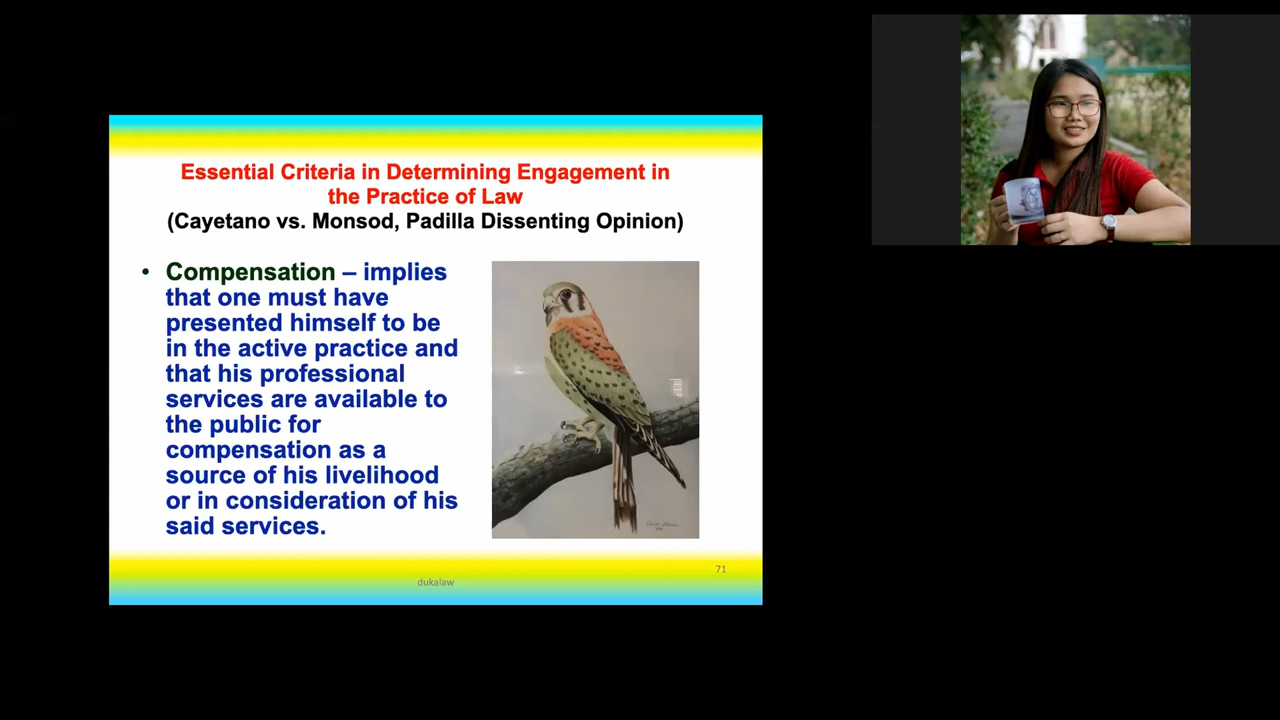 Essential Criteria in Determining Engagement in
the Practice of Law
(Cayetano vs. Monsod, Padilla Dissenting Opinion)
• Compensation – implies
that one must have
presented himself to be
in the active practice and
that his professional
services are available to
the public for
compensation as a
source of his livelihood
or in consideration of his
said services.
71
dukalaw